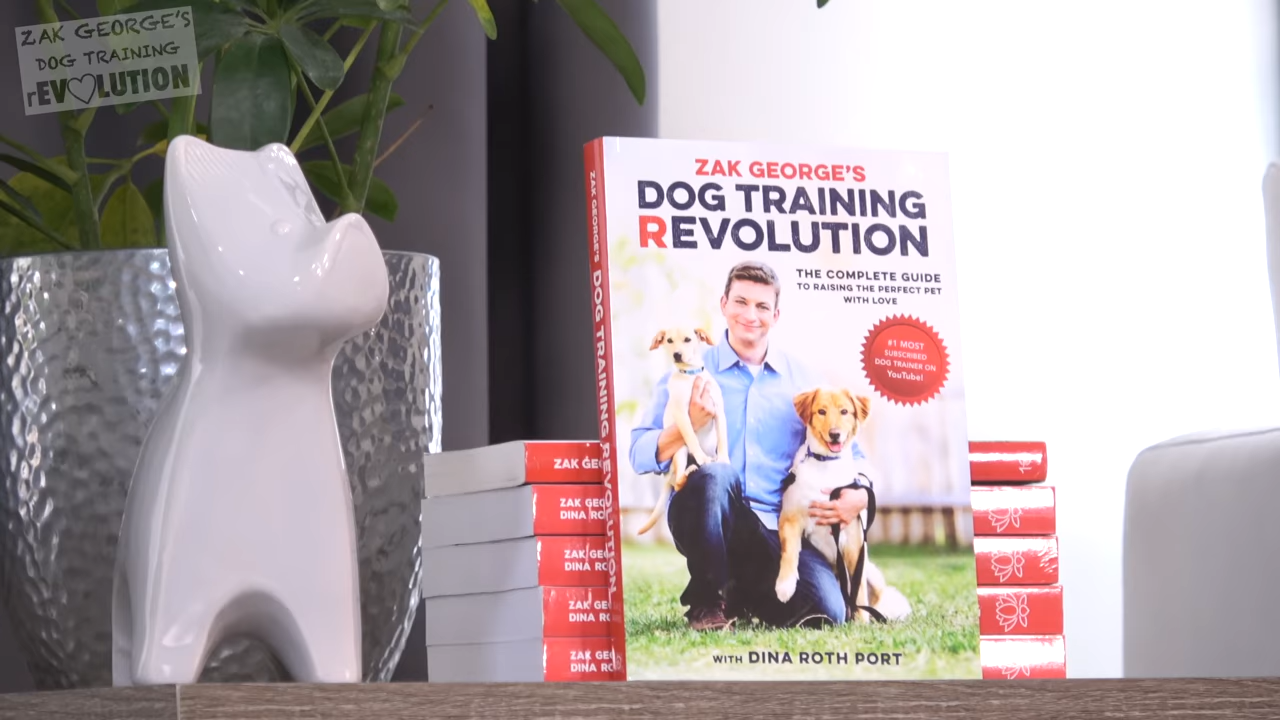 ZAK GEORGE'S
DOG TRAINING
rEVOLUTION
ZAK GEORGE'S
DOG TRAINING
REVOLUTION
THE COMPLETE GUIDE
TO RAISING THE PERFECT PET
WITH LOVE
#1 MOST
SUBSCRIBED
DOG TRAINER ON
YouTube!
WITH DINA ROTH PORT
ZAK GEORGE'S DOG TRAINING REVOLUTION
ZAK GEO
ZAK GEO
DINA RO
ZAK GEO
DINA RO
ZAK GEO
DINA RO
ZAK GEO
DINA RO